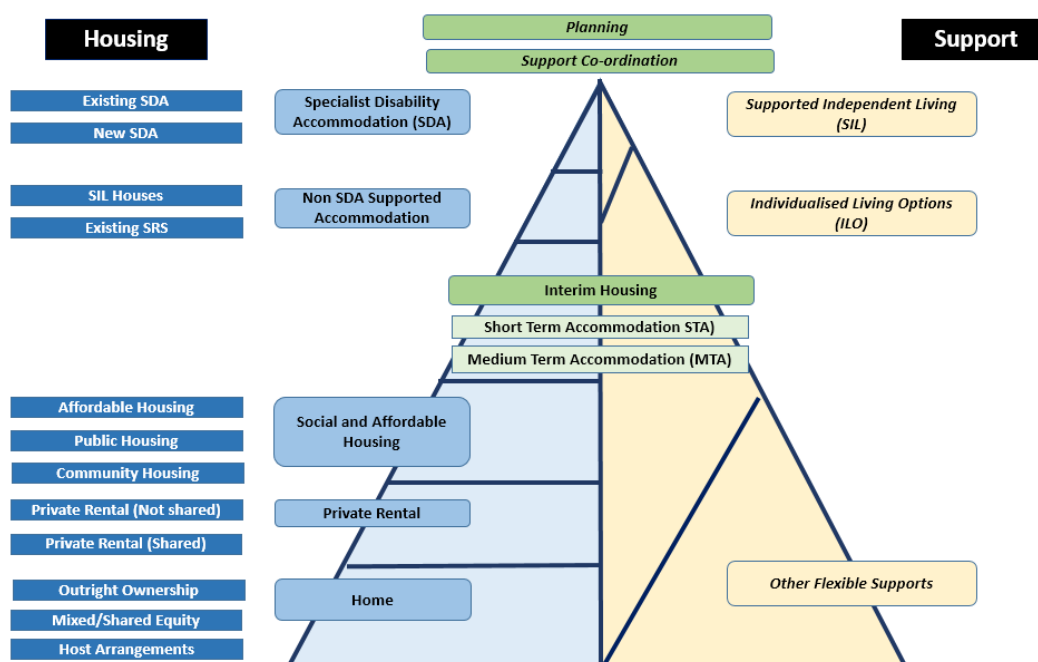 Housing
Planning
Support Co-ordination
Support
Existing SDA
New SDA
Specialist Disability
Accommodation (SDA)
Supported Independent Living
(SIL)
SIL Houses
Existing SRS
Non SDA Supported
Accommodation
Individualised Living Options
(ILO)
Interim Housing
Short Term Accommodation STA)
Medium Term Accommodation (MTA)
Affordable Housing
Public Housing
Community Housing
Social and Affordable
Housing
Private Rental (Not shared)
Private Rental (Shared)
Private Rental
Outright Ownership
Mixed/Shared Equity
Host Arrangements
Home
Other Flexible Supports